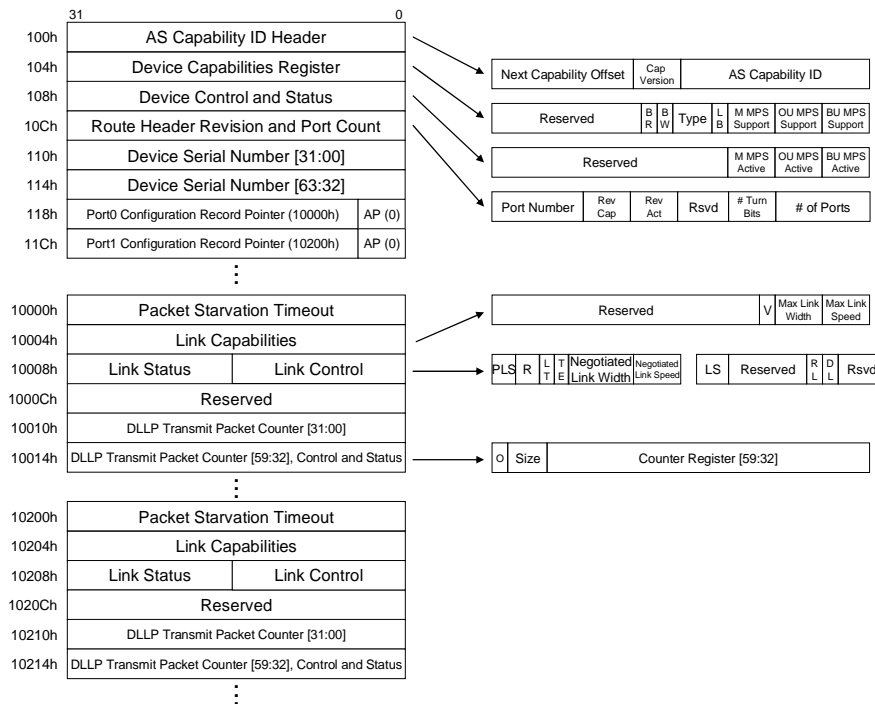 31 0
100h AS Capability ID Header
104h Device Capabilities Register
108h Device Control and Status
10Ch Route Header Revision and Port Count
110h Device Serial Number [31:00]
114h Device Serial Number [63:32]
118h Port0 Configuration Record Pointer (10000h) AP (0)
11Ch Port1 Configuration Record Pointer (10200h) AP (0)
Next Capability Offset Cap Version AS Capability ID
Reserved BR BW Type LB M MPS Support OU MPS Support BU MPS Support
Reserved M MPS Active OU MPS Active BU MPS Active
Port Number Rev Cap Rev Act Rsvd # Turn Bits # of Ports
10000h Packet Starvation Timeout
10004h Link Capabilities
10008h Link Status Link Control
1000Ch Reserved
10010h DLLP Transmit Packet Counter [31:00]
10014h DLLP Transmit Packet Counter [59:32], Control and Status
Reserved V Max Link Width Max Link Speed
PLS R LT TE Negotiated Link Width Negotiated Link Speed LS Reserved RL DL Rsvd
O Size Counter Register [59:32]
10200h Packet Starvation Timeout
10204h Link Capabilities
10208h Link Status Link Control
1020Ch Reserved
10210h DLLP Transmit Packet Counter [31:00]
10214h DLLP Transmit Packet Counter [59:32], Control and Status